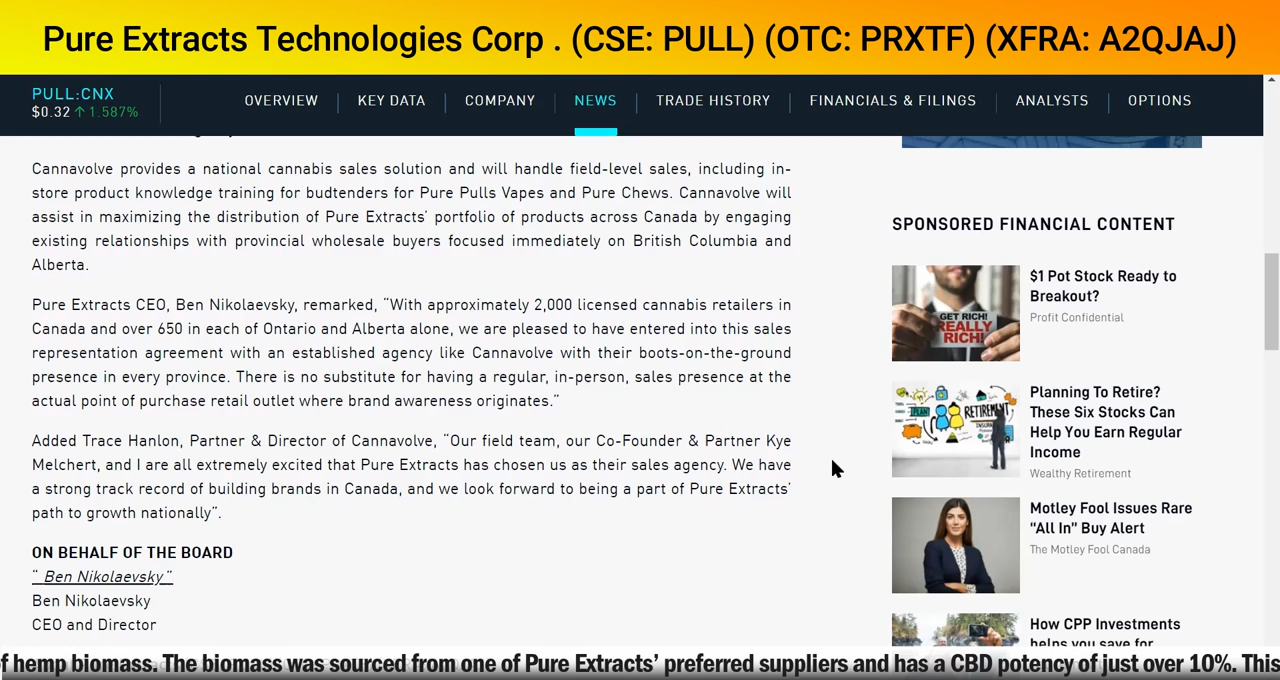 Pure Extracts Technologies Corp . (CSE: PULL) (OTC: PRXTF) (XFRA: A2QJAJ)
PULL:CNX
$0.32 ↑ 1.587%
OVERVIEW
KEY DATA
COMPANY
NEWS
TRADE HISTORY
FINANCIALS & FILINGS
ANALYSTS
OPTIONS
Cannavolve provides a national cannabis sales solution and will handle field-level sales, including in-
store product knowledge training for budtenders for Pure Pulls Vapes and Pure Chews. Cannavolve will
assist in maximizing the distribution of Pure Extracts’ portfolio of products across Canada by engaging
existing relationships with provincial wholesale buyers focused immediately on British Columbia and
Alberta.
Pure Extracts CEO, Ben Nikolaevsky, remarked, “With approximately 2,000 licensed cannabis retailers in
Canada and over 650 in each of Ontario and Alberta alone, we are pleased to have entered into this sales
representation agreement with an established agency like Cannavolve with their boots-on-the-ground
presence in every province. There is no substitute for having a regular, in-person, sales presence at the
actual point of purchase retail outlet where brand awareness originates.”
Added Trace Hanlon, Partner & Director of Cannavolve, “Our field team, our Co-Founder & Partner Kye
Melchert, and I are all extremely excited that Pure Extracts has chosen us as their sales agency. We have
a strong track record of building brands in Canada, and we look forward to being a part of Pure Extracts’
path to growth nationally”.
ON BEHALF OF THE BOARD
“ Ben Nikolaevsky”
Ben Nikolaevsky
CEO and Director
SPONSORED FINANCIAL CONTENT
GET RICH!
REALLY
RICH!
$1 Pot Stock Ready to
Breakout?
Profit Confidential
PLAN
RETIREMENT
Planning To Retire?
These Six Stocks Can
Help You Earn Regular
Income
Wealthy Retirement
Motley Fool Issues Rare
“All In” Buy Alert
The Motley Fool Canada
How CPP Investments
helps you save for
of hemp biomass. The biomass was sourced from one of Pure Extracts’ preferred suppliers and has a CBD potency of just over 10%. This